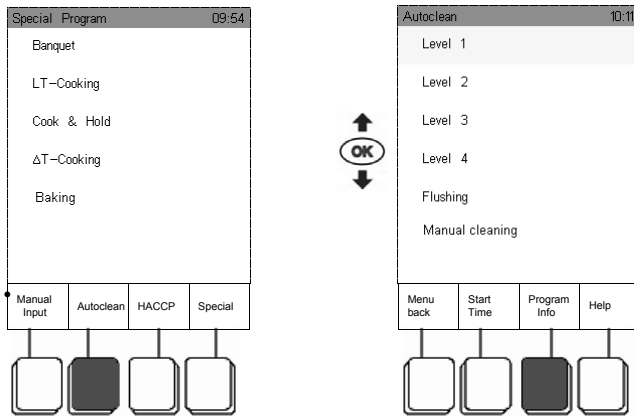 Special Program 09:54
Banquet
LT-Cooking
Cook & Hold
ΔT-Cooking
Baking
Manual
Input
Autoclean
HACCP
Special
OK
Autoclean 10:11
Level 1
Level 2
Level 3
Level 4
Flushing
Manual cleaning
Menu
back
Start
Time
Program
Info
Help